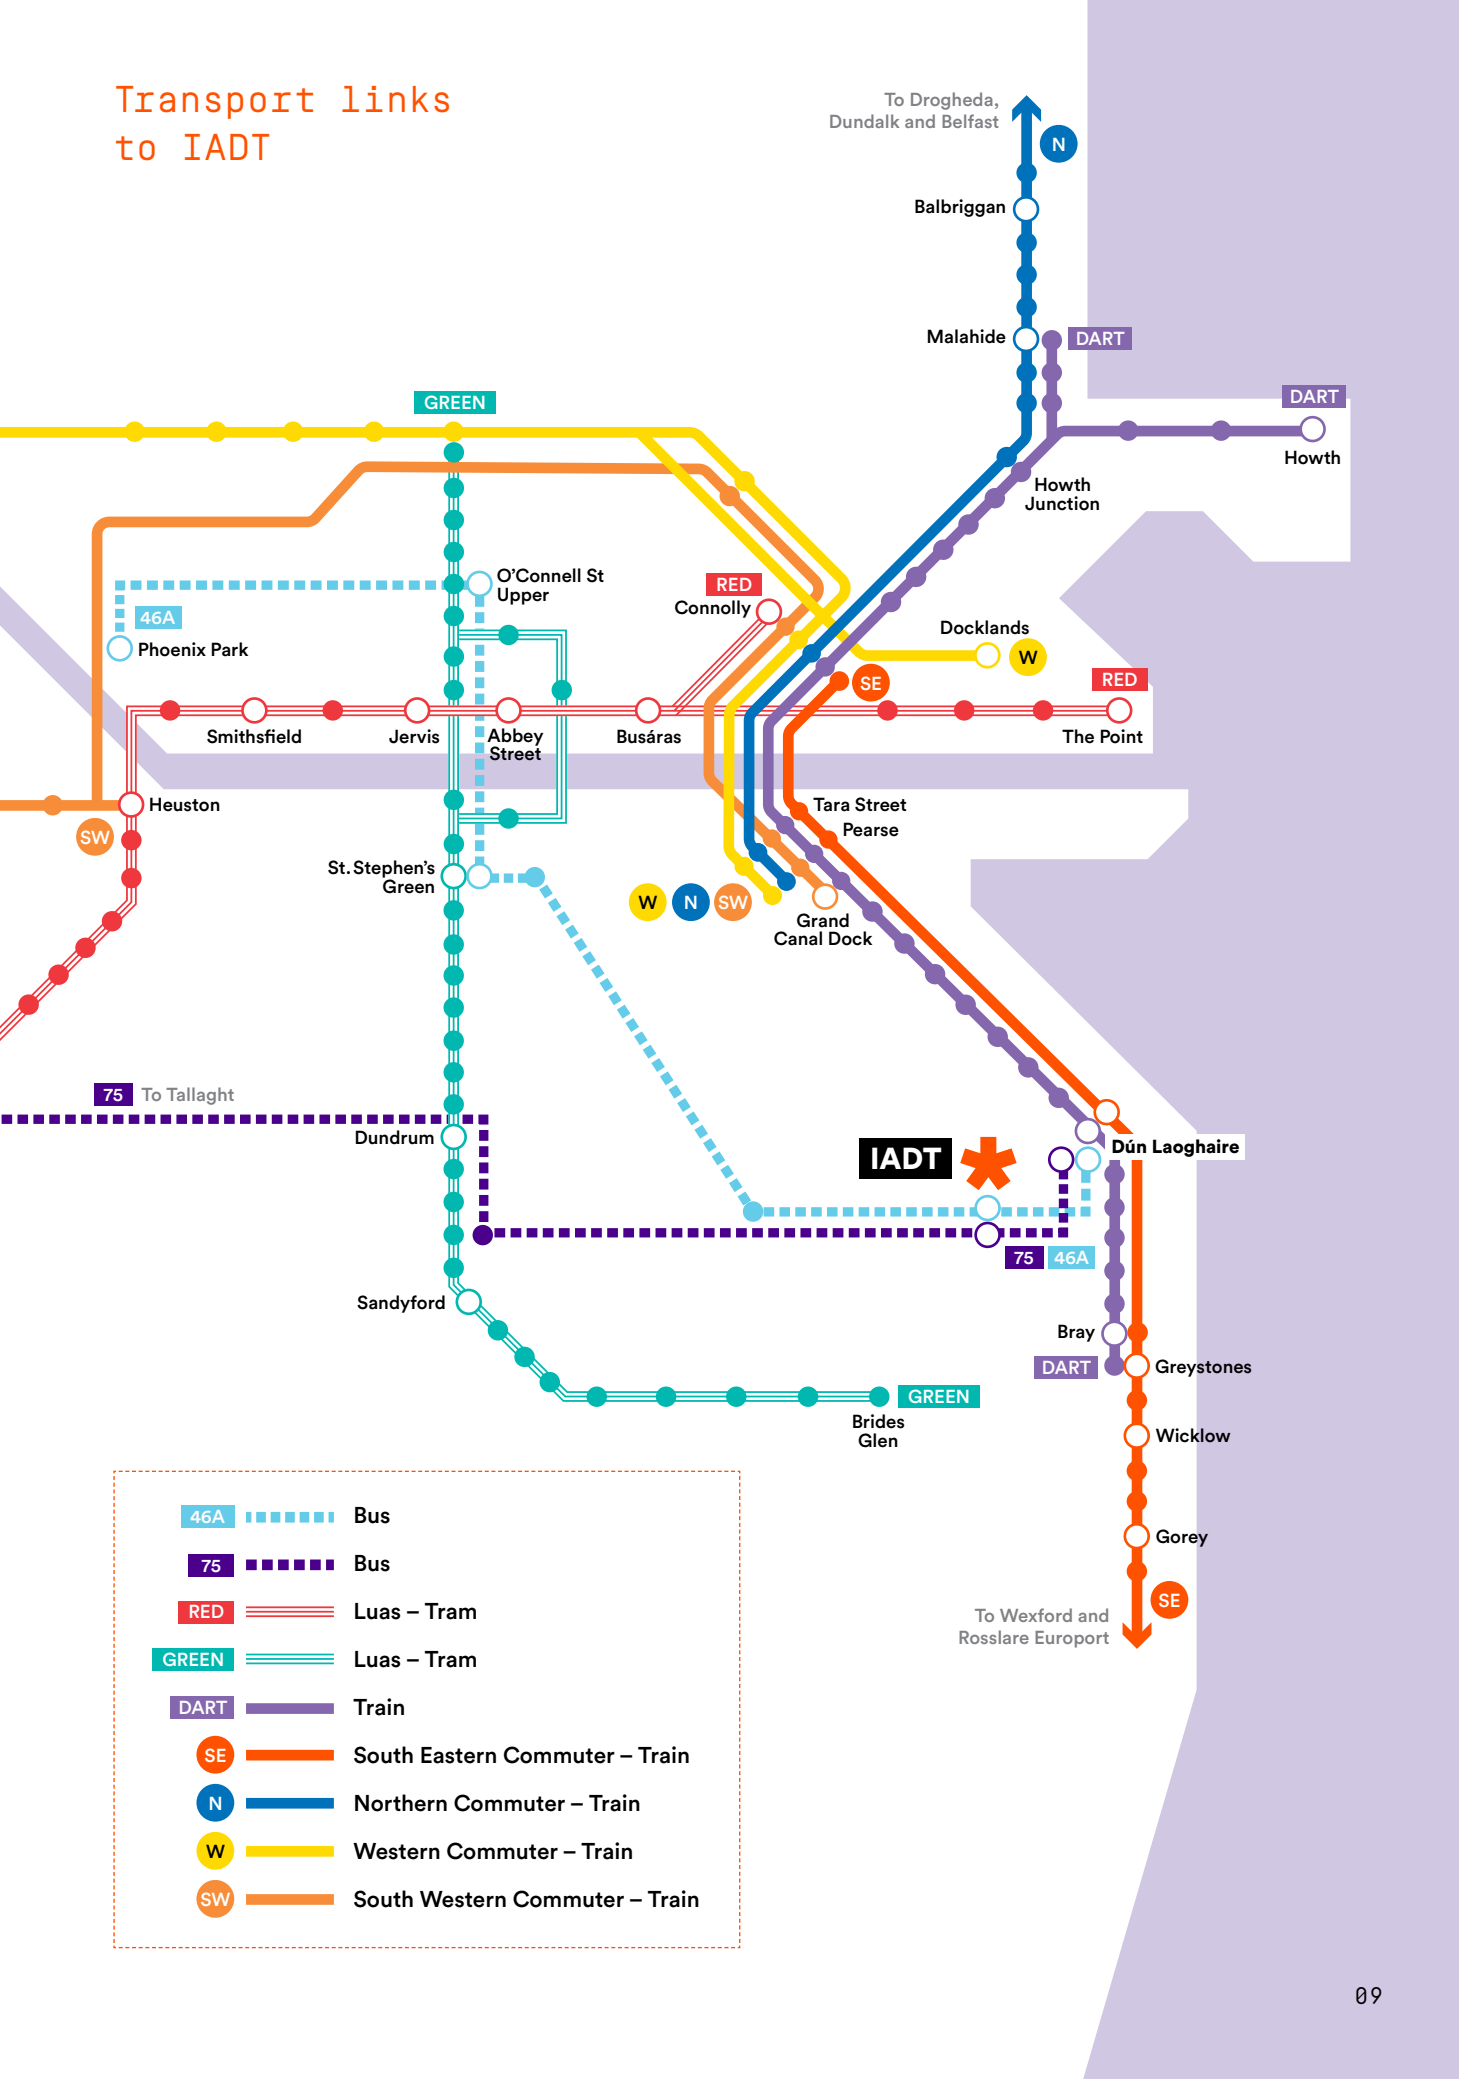 Transport links
to IADT
To Drogheda,
Dundalk and Belfast
N
Balbriggan
Malahide
DART
GREEN
DART
Howth
Howth
Junction
O'Connell St
Upper
RED
Connolly
46A
Phoenix Park
Docklands
W
RED
SE
Smithsfield
Jervis
Abbey
Street
Busáras
The Point
Heuston
SW
Tara Street
Pearse
St. Stephen's
Green
W
N
SW
Grand
Canal Dock
75
To Tallaght
Dundrum
IADT
Dún Laoghaire
75
46A
Sandyford
Bray
DART
Greystones
GREEN
Brides
Glen
Wicklow
Gorey
SE
To Wexford and
Rosslare Europort
46A Bus
75 Bus
RED Luas – Tram
GREEN Luas – Tram
DART Train
SE South Eastern Commuter – Train
N Northern Commuter – Train
W Western Commuter – Train
SW South Western Commuter – Train
09